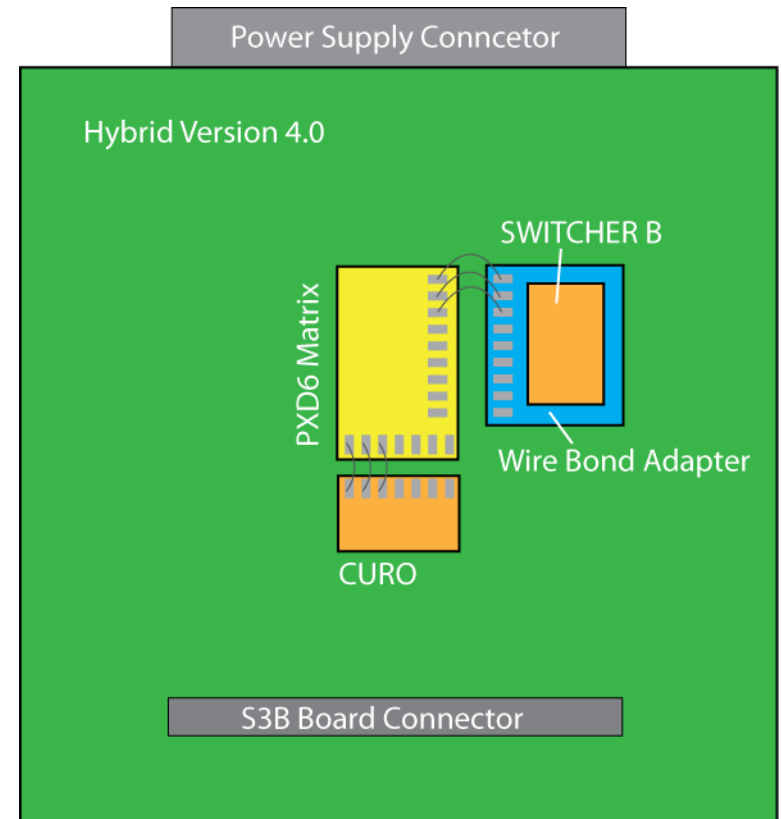 Power Supply Conncetor
Hybrid Version 4.0
SWITCHER B
PXD6 Matrix
Wire Bond Adapter
CURO
S3B Board Connector